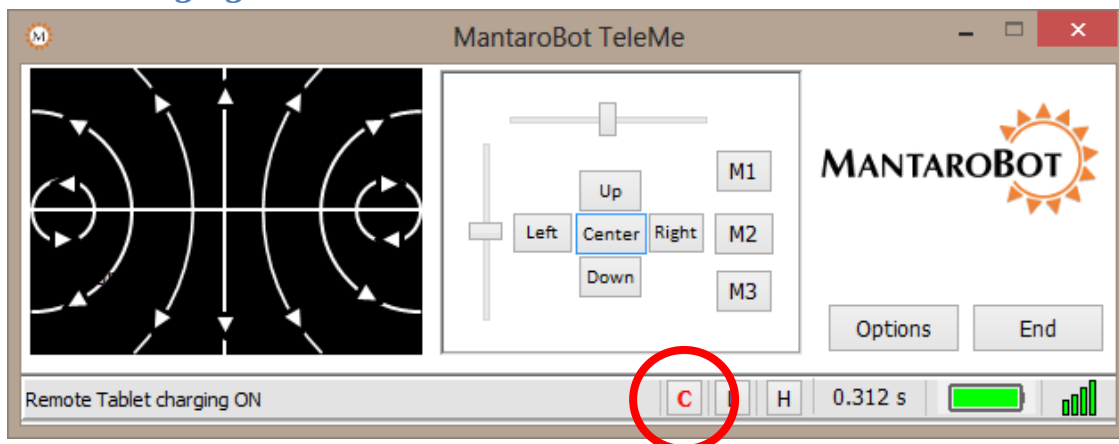 MantaroBot TeleMe
M
MANTAROBOT
M1
Up
Left Center Right M2
Down
M3
Options End
Remote Tablet charging ON C H 0.312 s